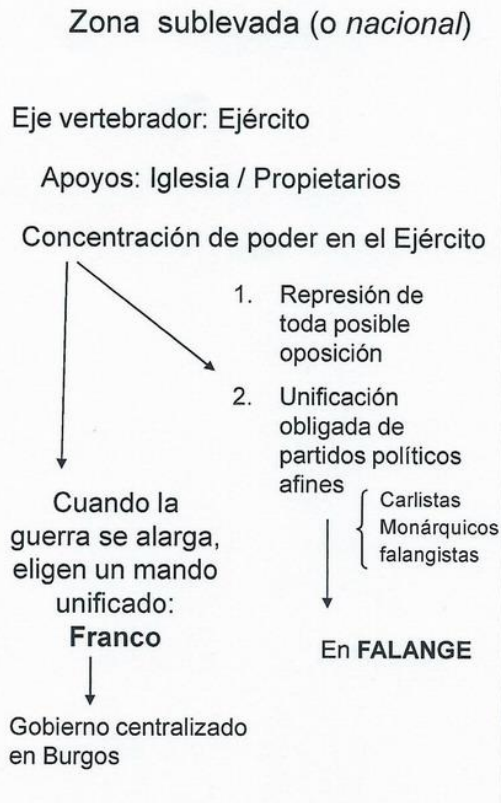 Zona sublevada (o nacional)
Eje vertebrador: Ejército
Apoyos: Iglesia / Propietarios
Concentración de poder en el Ejército
1. Represión de
toda posible
oposición
2. Unificación
obligada de
partidos políticos
afines
Carlistas
Monárquicos
falangistas
En FALANGE
Cuando la
guerra se alarga,
eligen un mando
unificado:
Franco
Gobierno centralizado
en Burgos